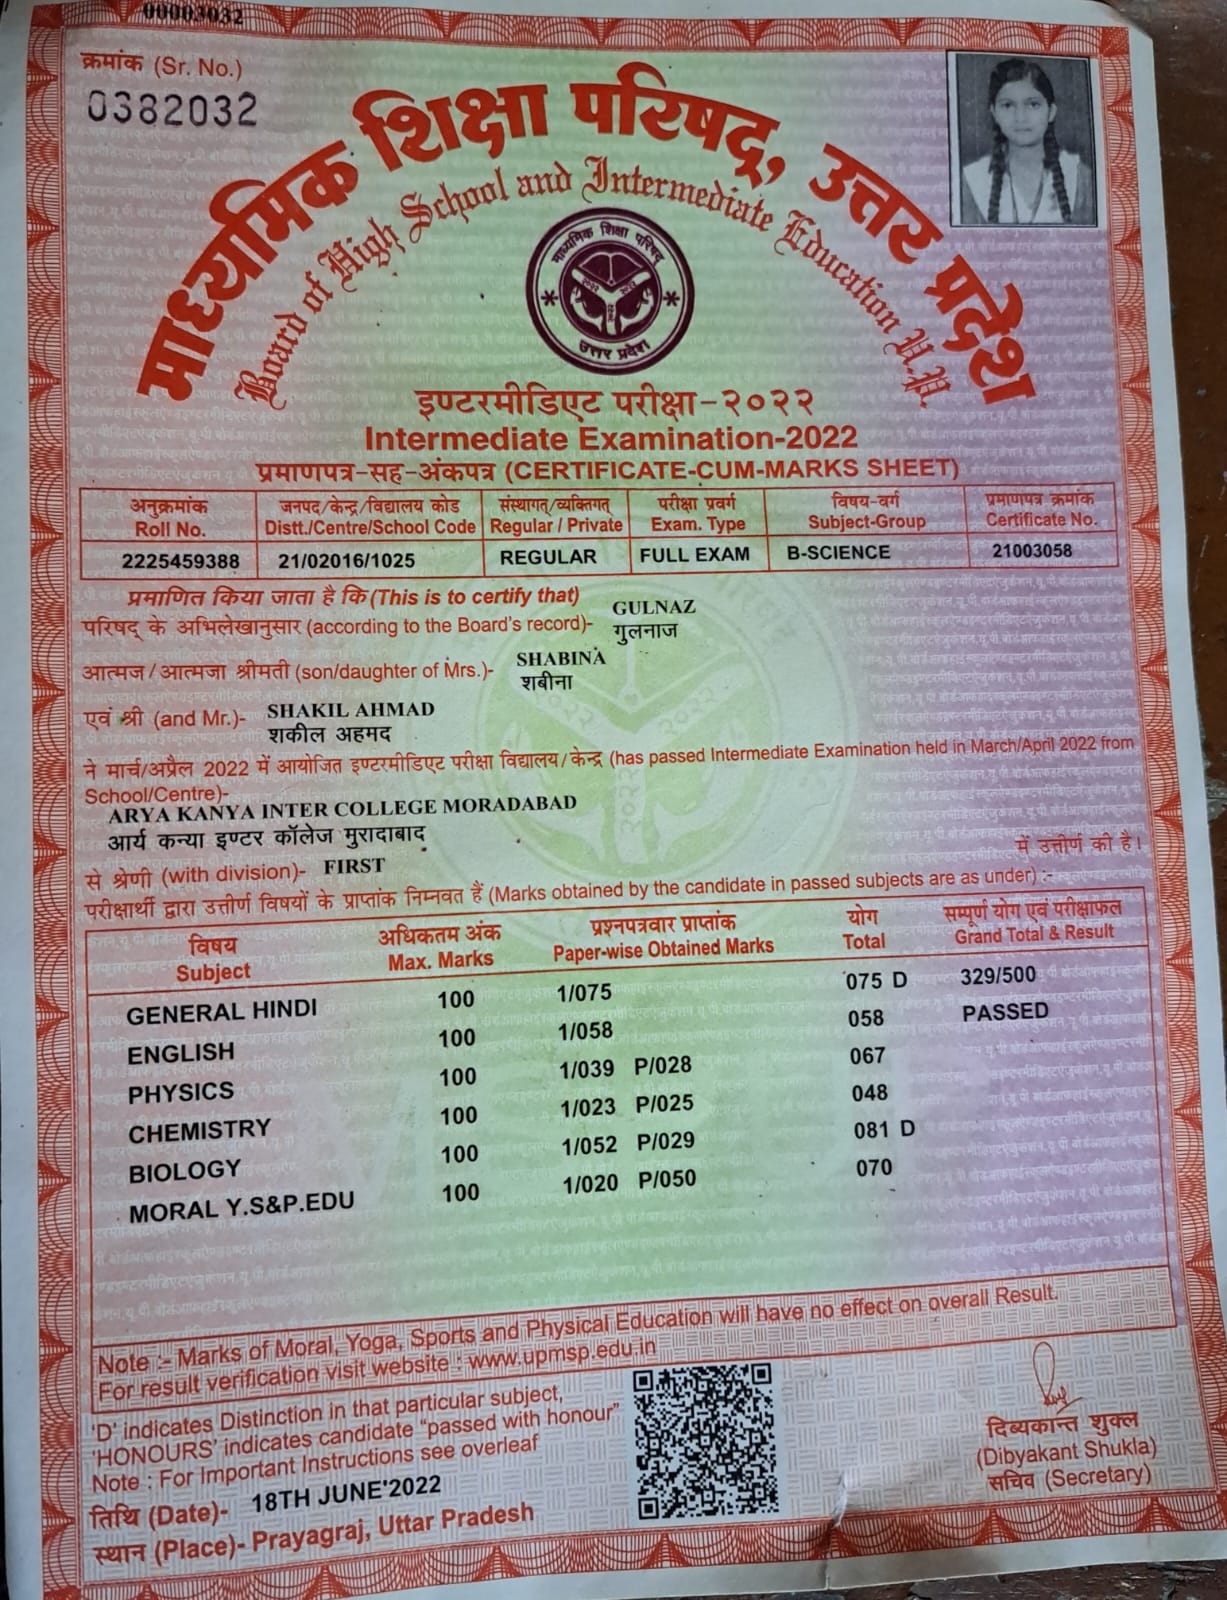 00003032
क्रमांक (Sr. No.)
0382032
माध्यमिक शिक्षा परिषद्, उत्तर प्रदेश
Board of High School and Intermediate Education U.P.
माध्यमिक शिक्षा परिषद्
उत्तर प्रदेश
इण्टरमीडिएट परीक्षा-२०२२
Intermediate Examination-2022
प्रमाणपत्र-सह-अंकपत्र (CERTIFICATE-CUM-MARKS SHEET)
अनुक्रमांक जनपद/केन्द्र/विद्यालय कोड संस्थागत्/व्यक्तिगत् परीक्षा प्रवर्ग विषय-वर्ग प्रमाणपत्र क्रमांक
Roll No. Distt./Centre/School Code Regular / Private Exam. Type Subject-Group Certificate No.
2225459388 21/02016/1025 REGULAR FULL EXAM B-SCIENCE 21003058
प्रमाणित किया जाता है कि (This is to certify that)
परिषद् के अभिलेखानुसार (according to the Board's record)- GULNAZ
गुलनाज
आत्मज/आत्मजा श्रीमती (son/daughter of Mrs.)- SHABINA
शबीना
एवं श्री (and Mr.)- SHAKIL AHMAD
शकील अहमद
ने मार्च/अप्रैल 2022 में आयोजित इण्टरमीडिएट परीक्षा विद्यालय/केन्द्र (has passed Intermediate Examination held in March/April 2022 from
School/Centre)-
ARYA KANYA INTER COLLEGE MORADABAD
आर्य कन्या इण्टर कॉलेज मुरादाबाद
में उत्तीर्ण की है।
से श्रेणी (with division)- FIRST
परीक्षार्थी द्वारा उत्तीर्ण विषयों के प्राप्तांक निम्नवत हैं (Marks obtained by the candidate in passed subjects are as under) :-
विषय अधिकतम अंक प्रश्नपत्रवार प्राप्तांक योग सम्पूर्ण योग एवं परीक्षाफल
Subject Max. Marks Paper-wise Obtained Marks Total Grand Total & Result
GENERAL HINDI 100 1/075 075 D 329/500
ENGLISH 100 1/058 058 PASSED
PHYSICS 100 1/039 P/028 067
CHEMISTRY 100 1/023 P/025 048
BIOLOGY 100 1/052 P/029 081 D
MORAL Y.S&P.EDU 100 1/020 P/050 070
Note :- Marks of Moral, Yoga, Sports and Physical Education will have no effect on overall Result.
For result verification visit website : www.upmsp.edu.in
'D' indicates Distinction in that particular subject,
'HONOURS' indicates candidate "passed with honour"
Note : For Important Instructions see overleaf
तिथि (Date)- 18TH JUNE'2022
स्थान (Place)- Prayagraj, Uttar Pradesh
दिव्यकान्त शुक्ल
(Dibyakant Shukla)
सचिव (Secretary)